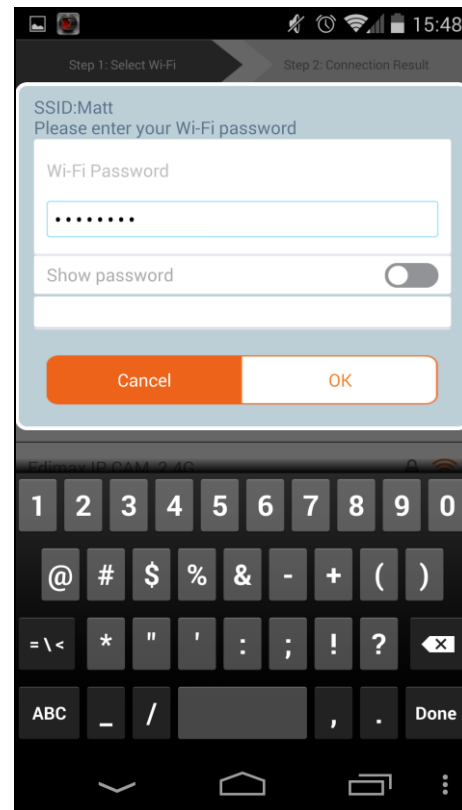 15:48
Step 1: Select Wi-Fi Step 2: Connection Result
SSID:Matt
Please enter your Wi-Fi password
Wi-Fi Password
••••••••
Show password
Cancel OK
Edimax IP CAM 2.4G
1 2 3 4 5 6 7 8 9 0
@ # $ % & - + ( )
= \ < * " ' : ; ! ?
ABC _ / , . Done